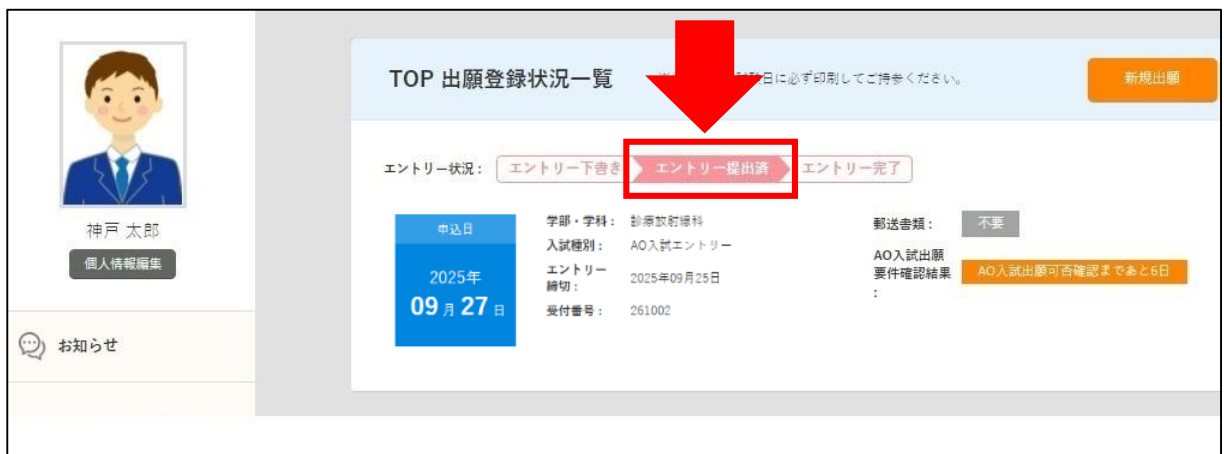 神戸 太郎
個人情報編集
お知らせ
TOP 出願登録状況一覧
日に必ず印刷してご持参ください。
新規出願
エントリー状況：
エントリー下書き
エントリー提出済
エントリー完了
申込日
2025年
09 月 27 日
学部・学科： 診療放射線科
入試種別： AO入試エントリー
エントリー
締切： 2025年09月25日
受付番号： 261002
郵送書類： 不要
AO入試出願
要件確認結果
：
AO入試出願可否確認まであと6日